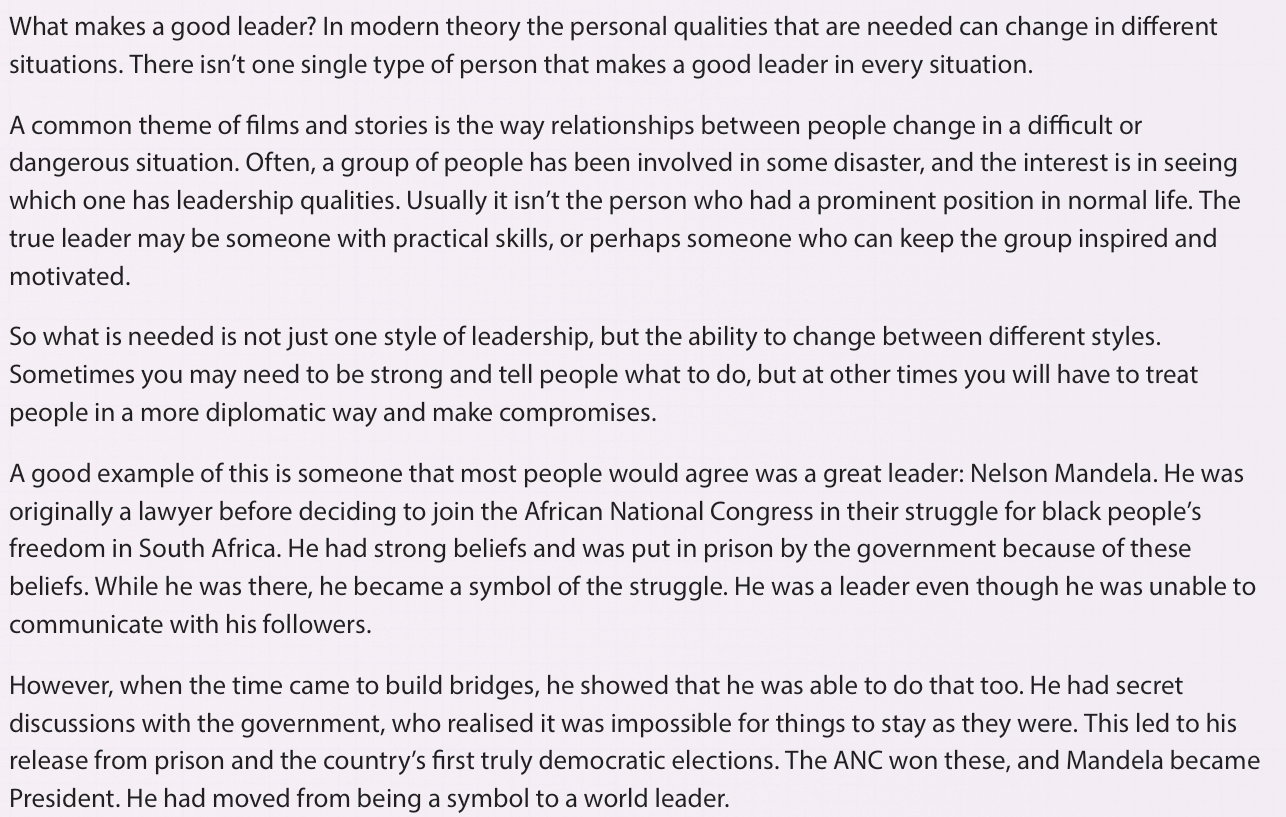 What makes a good leader? In modern theory the personal qualities that are needed can change in different
situations. There isn’t one single type of person that makes a good leader in every situation.
A common theme of films and stories is the way relationships between people change in a difficult or
dangerous situation. Often, a group of people has been involved in some disaster, and the interest is in seeing
which one has leadership qualities. Usually it isn’t the person who had a prominent position in normal life. The
true leader may be someone with practical skills, or perhaps someone who can keep the group inspired and
motivated.
So what is needed is not just one style of leadership, but the ability to change between different styles.
Sometimes you may need to be strong and tell people what to do, but at other times you will have to treat
people in a more diplomatic way and make compromises.
A good example of this is someone that most people would agree was a great leader: Nelson Mandela. He was
originally a lawyer before deciding to join the African National Congress in their struggle for black people’s
freedom in South Africa. He had strong beliefs and was put in prison by the government because of these
beliefs. While he was there, he became a symbol of the struggle. He was a leader even though he was unable to
communicate with his followers.
However, when the time came to build bridges, he showed that he was able to do that too. He had secret
discussions with the government, who realised it was impossible for things to stay as they were. This led to his
release from prison and the country’s first truly democratic elections. The ANC won these, and Mandela became
President. He had moved from being a symbol to a world leader.